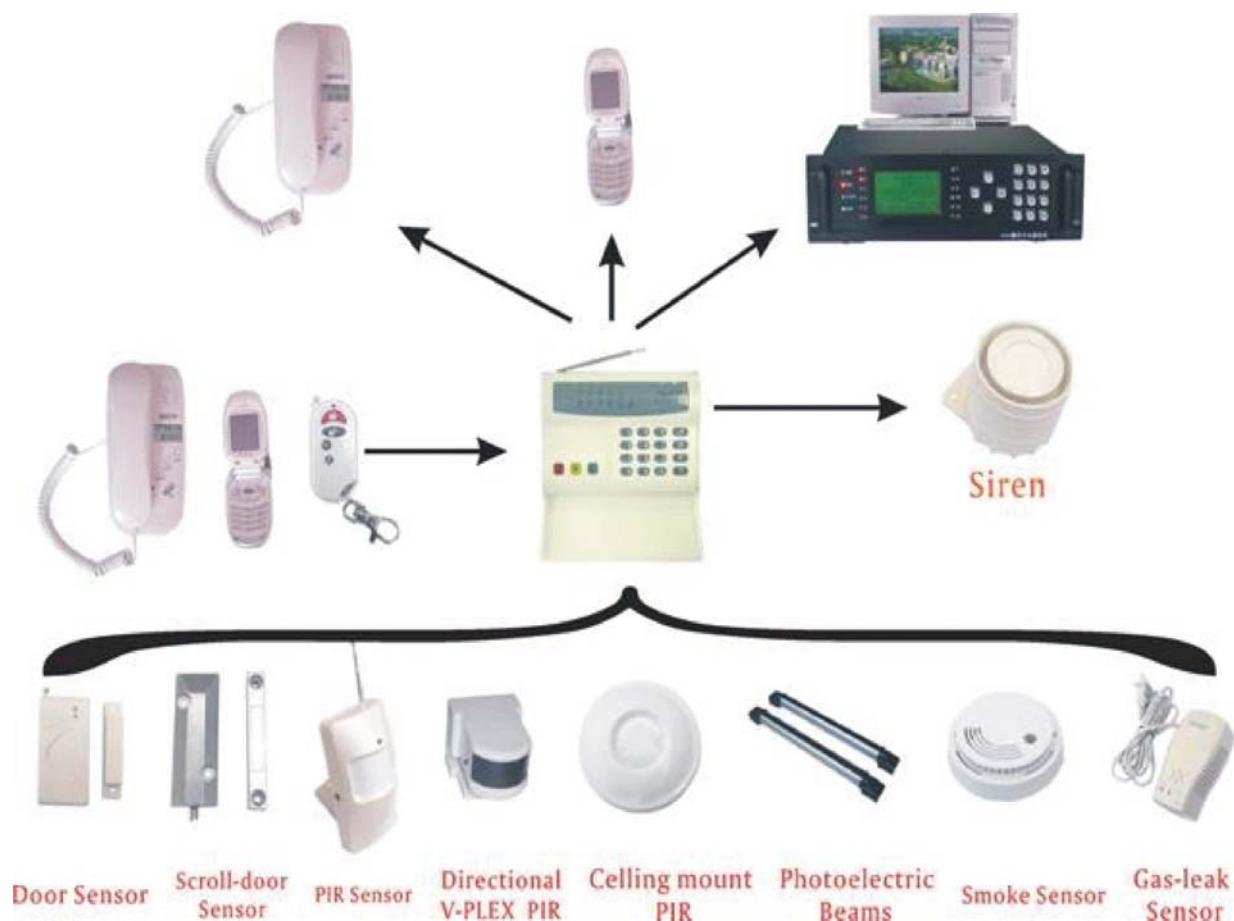 Siren
Door Sensor
Scroll-door
Sensor
PIR Sensor
Directional
V-PLEX PIR
Celling mount
PIR
Photoelectric
Beams
Smoke Sensor
Gas-leak
Sensor